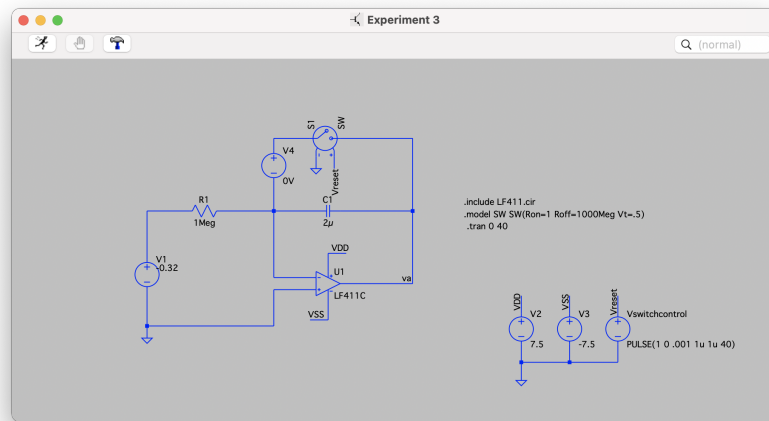 Experiment 3
(normal)
S1
SW
V4
0V
Vreset
R1
1Meg
C1
2µ
.include LF411.cir
.model SW SW(Ron=1 Roff=1000Meg Vt=.5)
.tran 0 40
V1
-0.32
VDD
U1
va
LF411C
VSS
VDD
VSS
Vreset
V2
V3
Vswitchcontrol
7.5
-7.5
PULSE(1 0 .001 1u 1u 40)